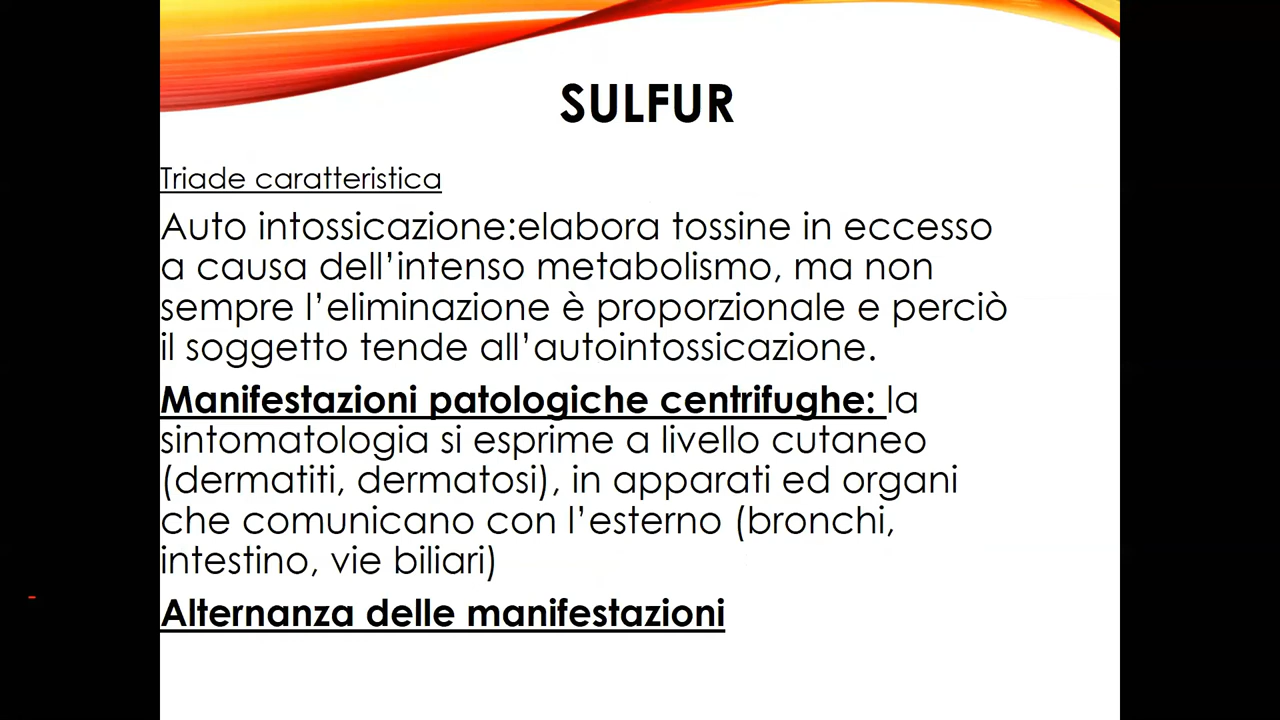 SULFUR
Triade caratteristica
Auto intossicazione:elabora tossine in eccesso
a causa dell’intenso metabolismo, ma non
sempre l’eliminazione è proporzionale e perciò
il soggetto tende all’autointossicazione.
Manifestazioni patologiche centrifughe: la
sintomatologia si esprime a livello cutaneo
(dermatiti, dermatosi), in apparati ed organi
che comunicano con l’esterno (bronchi,
intestino, vie biliari)
Alternanza delle manifestazioni